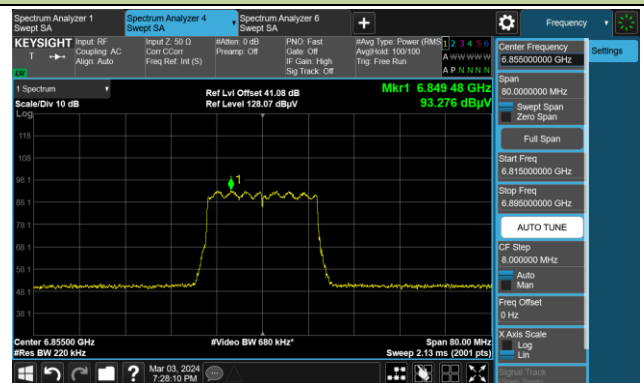 Spectrum Analyzer 1
Swept SA
Spectrum Analyzer 4
Swept SA
Spectrum Analyzer 6
Swept SA
Frequency
KEYSIGHT
Input: RF
Coupling: AC
Align: Auto
Input Z: 50 Ω
Corr CCorr
Freq Ref: Int (S)
#Atten: 0 dB
Preamp: Off
PNO: Fast
Gate: Off
IF Gain: High
Sig Track: Off
#Avg Type: Power (RMS
Avg|Hold: 100/100
Trig: Free Run
1 2 3 4 5 6
A W W W W W
A P N N N N
T
LXI
1 Spectrum
Scale/Div 10 dB
Log
Ref Lvl Offset 41.08 dB
Ref Level 128.07 dBµV
Mkr1 6.849 48 GHz
93.276 dBµV
118
108
98.1
88.1
78.1
68.1
58.1
48.1
38.1
1
Center 6.85500 GHz
#Res BW 220 kHz
#Video BW 680 kHz*
Span 80.00 MHz
Sweep 2.13 ms (2001 pts)
Mar 03, 2024
7:28:10 PM
Center Frequency
6.855000000 GHz
Settings
Span
80.0000000 MHz
Swept Span
Zero Span
Full Span
Start Freq
6.815000000 GHz
Stop Freq
6.895000000 GHz
AUTO TUNE
CF Step
8.000000 MHz
Auto
Man
Freq Offset
0 Hz
X Axis Scale
Log
Lin
Signal Track